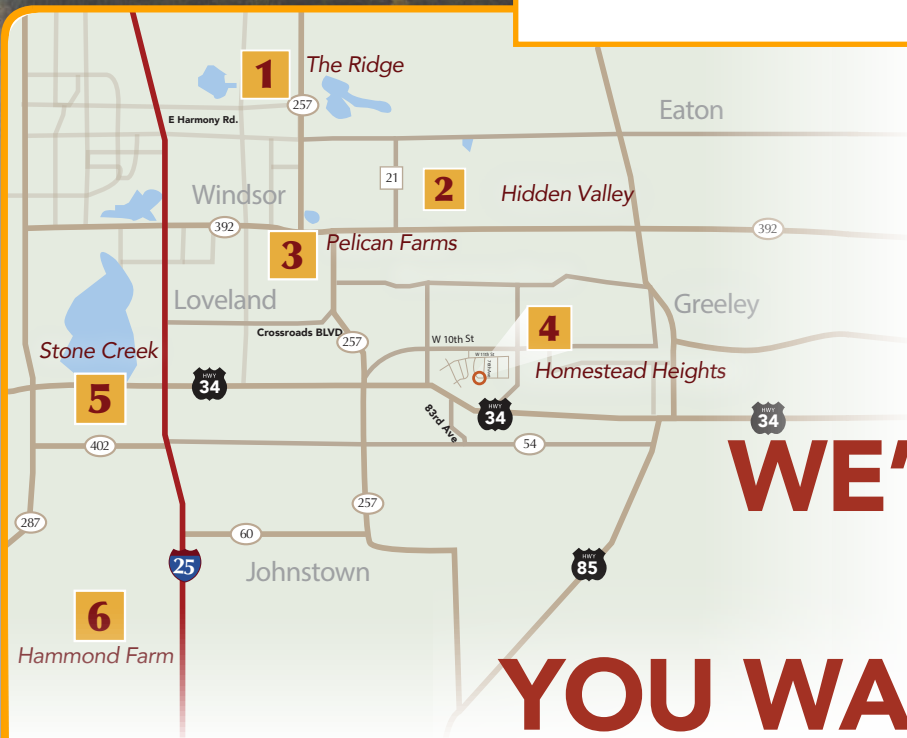 1
The Ridge
257
E Harmony Rd.
Eaton
21
2
Hidden Valley
Windsor
392
392
3
Pelican Farms
Loveland
Greeley
Crossroads BLVD
257
W 10th St
4
Stone Creek
Homestead Heights
5
HWY
34
83rd Ave
HWY
34
HWY
34
402
54
WE'
287
257
60
25
Johnstown
HWY
85
6
Hammond Farm
YOU WA